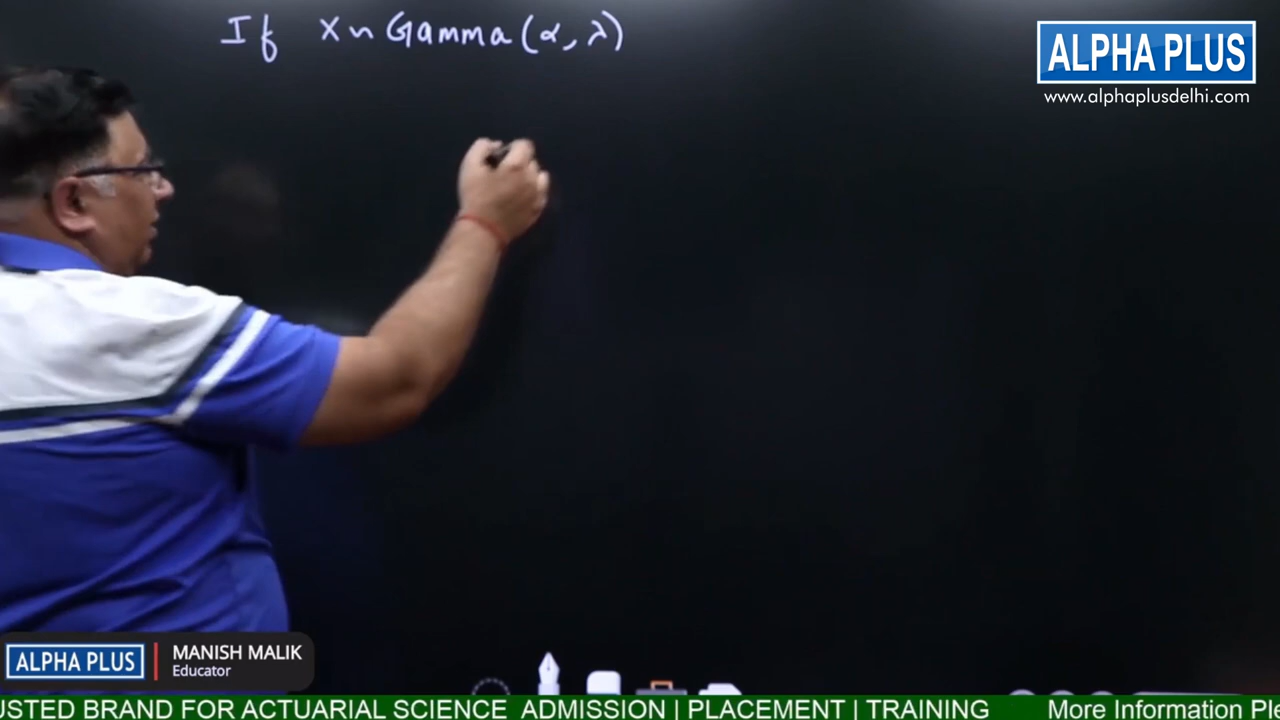 If X ~ Gamma (α, λ)
ALPHA PLUS
www.alphaplusdelhi.com
ALPHA PLUS
MANISH MALIK
Educator
USTED BRAND FOR ACTUARIAL SCIENCE ADMISSION | PLACEMENT | TRAINING More Information Ple